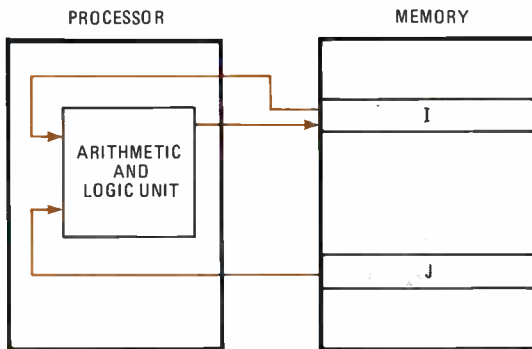 PROCESSOR
MEMORY
I
ARITHMETIC
AND
LOGIC UNIT
J